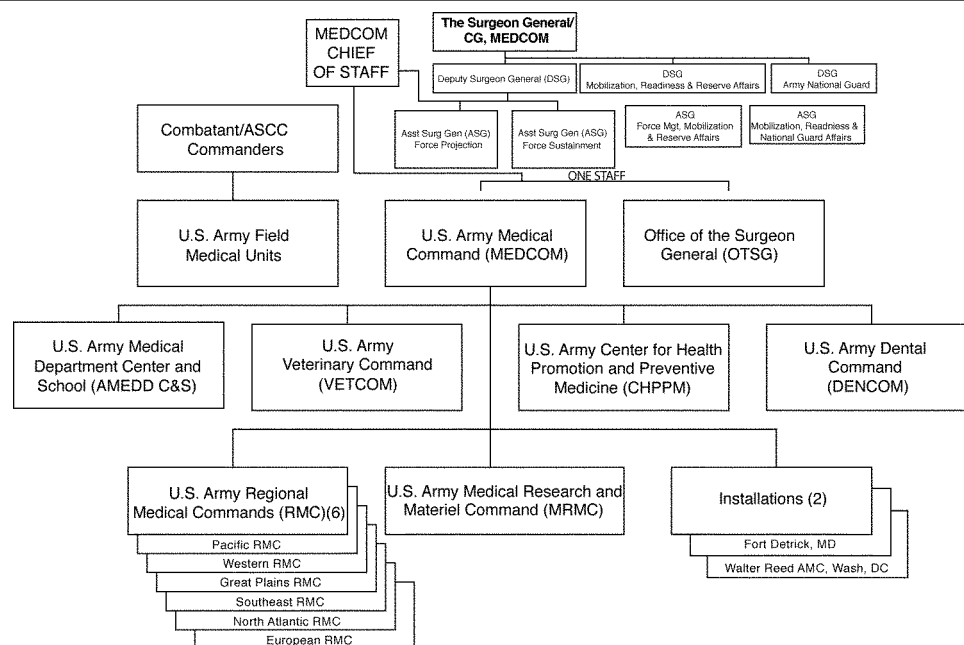 MEDCOM
CHIEF
OF STAFF
The Surgeon General/
CG, MEDCOM
Deputy Surgeon General (DSG)
DSG
Mobilization, Readiness & Reserve Affairs
DSG
Army National Guard
Asst Surg Gen (ASG)
Force Projection
Asst Surg Gen (ASG)
Force Sustainment
ASG
Force Mgt, Mobilization
& Reserve Affairs
ASG
Mobilization, Readniess &
National Guard Affairs
Combatant/ASCC
Commanders
ONE STAFF
U.S. Army Field
Medical Units
U.S. Army Medical
Command (MEDCOM)
Office of the Surgeon
General (OTSG)
U.S. Army Medical
Department Center and
School (AMEDD C&S)
U.S. Army
Veterinary Command
(VETCOM)
U.S. Army Center for Health
Promotion and Preventive
Medicine (CHPPM)
U.S. Army Dental
Command
(DENCOM)
U.S. Army Regional
Medical Commands (RMC)(6)
Pacific RMC
Western RMC
Great Plains RMC
Southeast RMC
North Atlantic RMC
European RMC
U.S. Army Medical Research and
Materiel Command (MRMC)
Installations (2)
Fort Detrick, MD
Walter Reed AMC, Wash, DC